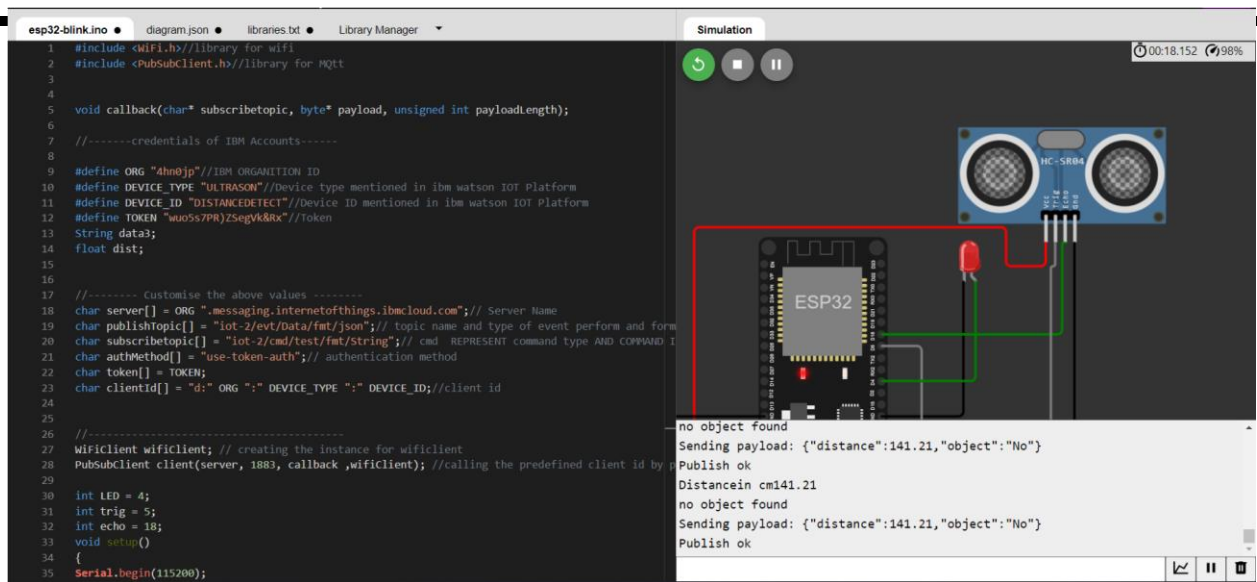 esp32-blink.ino ● diagram.json ● libraries.txt ● Library Manager ▼
1 #include <WiFi.h>//library for wifi
2 #include <PubSubClient.h>//library for MQtt
3
4
5 void callback(char* subscribetopic, byte* payload, unsigned int payloadLength);
6
7 //-------credentials of IBM Accounts------
8
9 #define ORG "4hn0jp"//IBM ORGANITION ID
10 #define DEVICE_TYPE "ULTRASON"//Device type mentioned in ibm watson IOT Platform
11 #define DEVICE_ID "DISTANCEDETECT"//Device ID mentioned in ibm watson IOT Platform
12 #define TOKEN "wuo5s7PR)ZSegVk&Rx"//Token
13 String data3;
14 float dist;
15
16
17 //-------- Customise the above values --------
18 char server[] = ORG ".messaging.internetofthings.ibmcloud.com";// Server Name
19 char publishTopic[] = "iot-2/evt/Data/fmt/json";// topic name and type of event perform and form
20 char subscribetopic[] = "iot-2/cmd/test/fmt/String";// cmd REPRESENT command type AND COMMAND I
21 char authMethod[] = "use-token-auth";// authentication method
22 char token[] = TOKEN;
23 char clientId[] = "d:" ORG ":" DEVICE_TYPE ":" DEVICE_ID;//client id
24
25
26 //-----------------------------------------
27 WiFiClient wifiClient; // creating the instance for wificlient
28 PubSubClient client(server, 1883, callback ,wifiClient); //calling the predefined client id by p
29
30 int LED = 4;
31 int trig = 5;
32 int echo = 18;
33 void setup()
34 {
35 Serial.begin(115200);
Simulation
00:18.152 98%
HC-SR04
Vcc
Trig
Echo
Gnd
ESP32
no object found
Sending payload: {"distance":141.21,"object":"No"}
Publish ok
Distancein cm141.21
no object found
Sending payload: {"distance":141.21,"object":"No"}
Publish ok